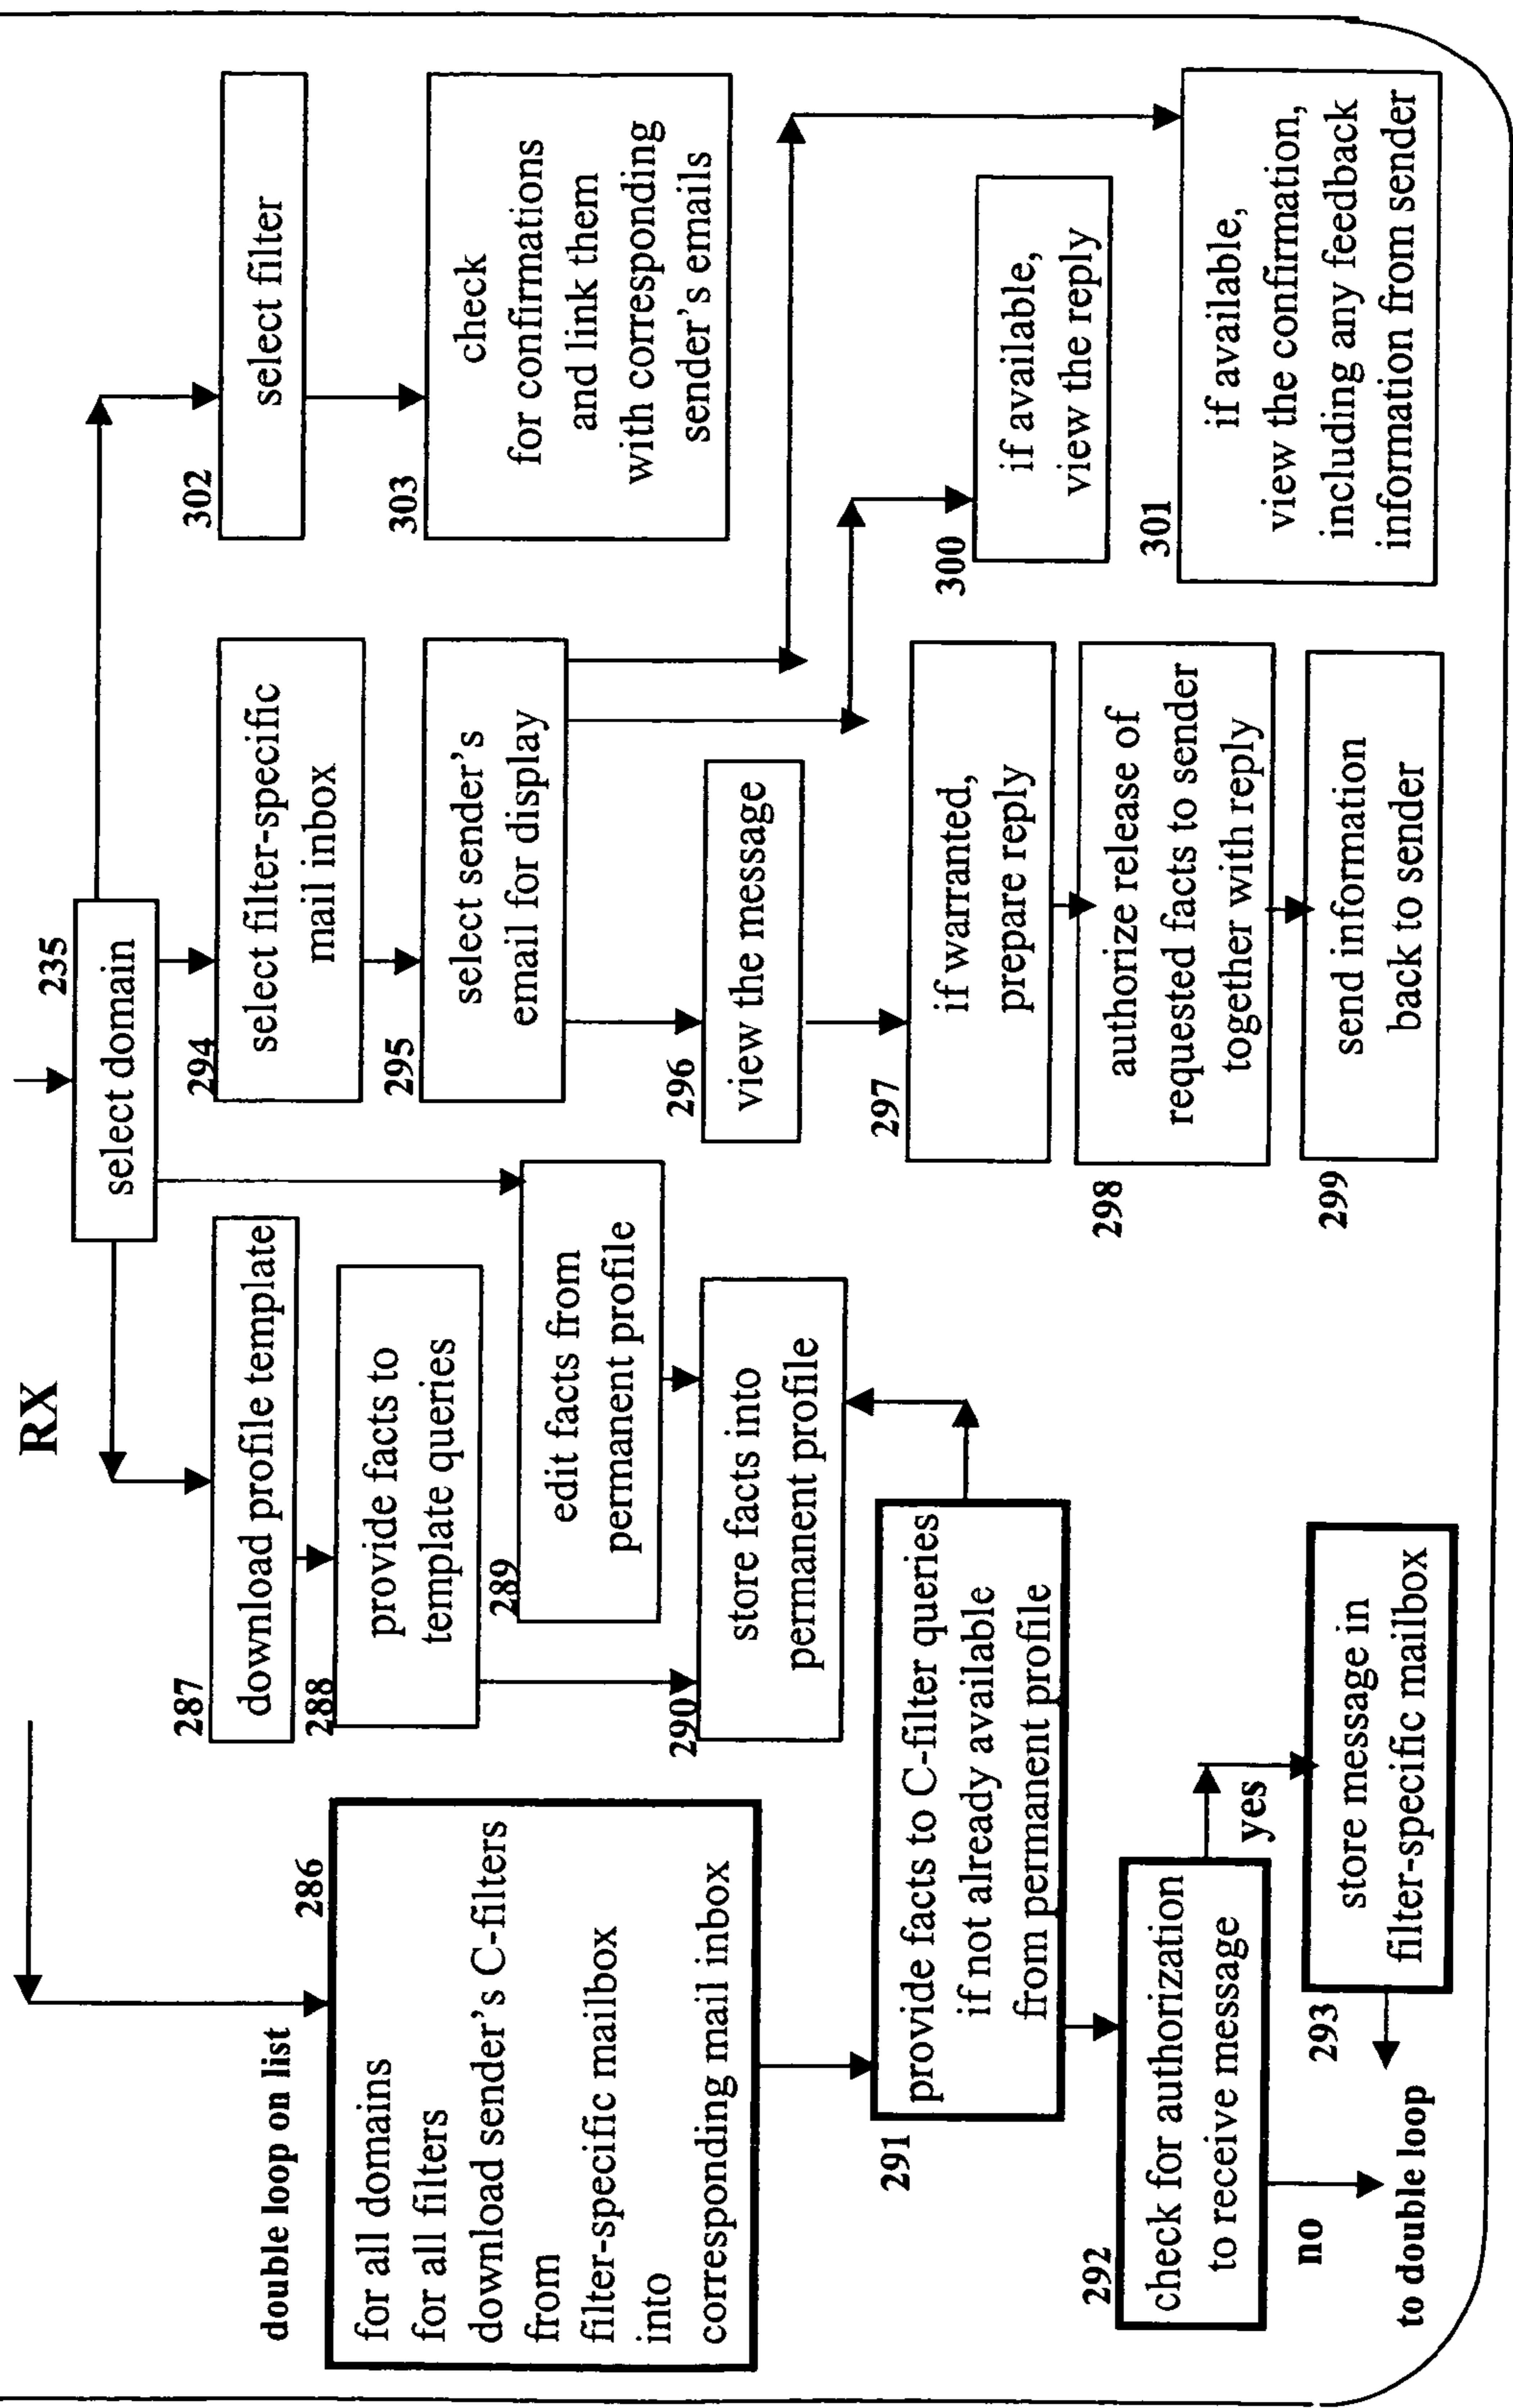 RX
235
select domain
double loop on list
286
for all domains
for all filters
download sender's C-filters
from
filter-specific mailbox
into
corresponding mail inbox
287
download profile template
288
provide facts to
template queries
289
edit facts from
permanent profile
290
store facts into
permanent profile
291
provide facts to C-filter queries
if not already available
from permanent profile
292
check for authorization
to receive message
no
yes
to double loop
293
store message in
filter-specific mailbox
294
select filter-specific
mail inbox
295
select sender's
email for display
296
view the message
297
if warranted,
prepare reply
298
authorize release of
requested facts to sender
together with reply
299
send information
back to sender
302
select filter
303
check
for confirmations
and link them
with corresponding
sender's emails
300
if available,
view the reply
301
if available,
view the confirmation,
including any feedback
information from sender